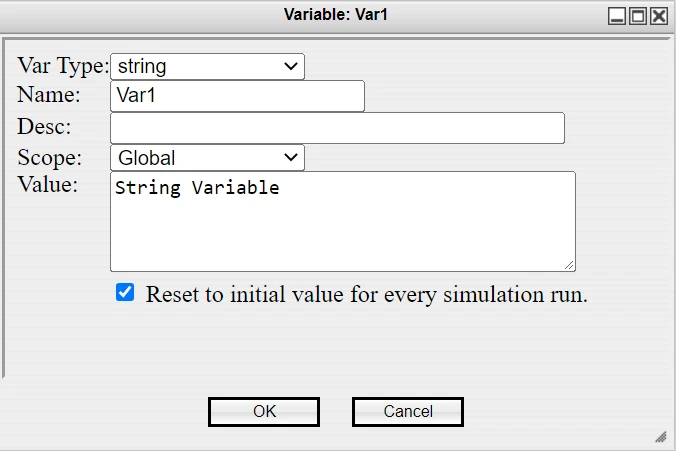 Variable: Var1
Var Type: string
Name: Var1
Desc:
Scope: Global
Value: String Variable
Reset to initial value for every simulation run.
OK Cancel